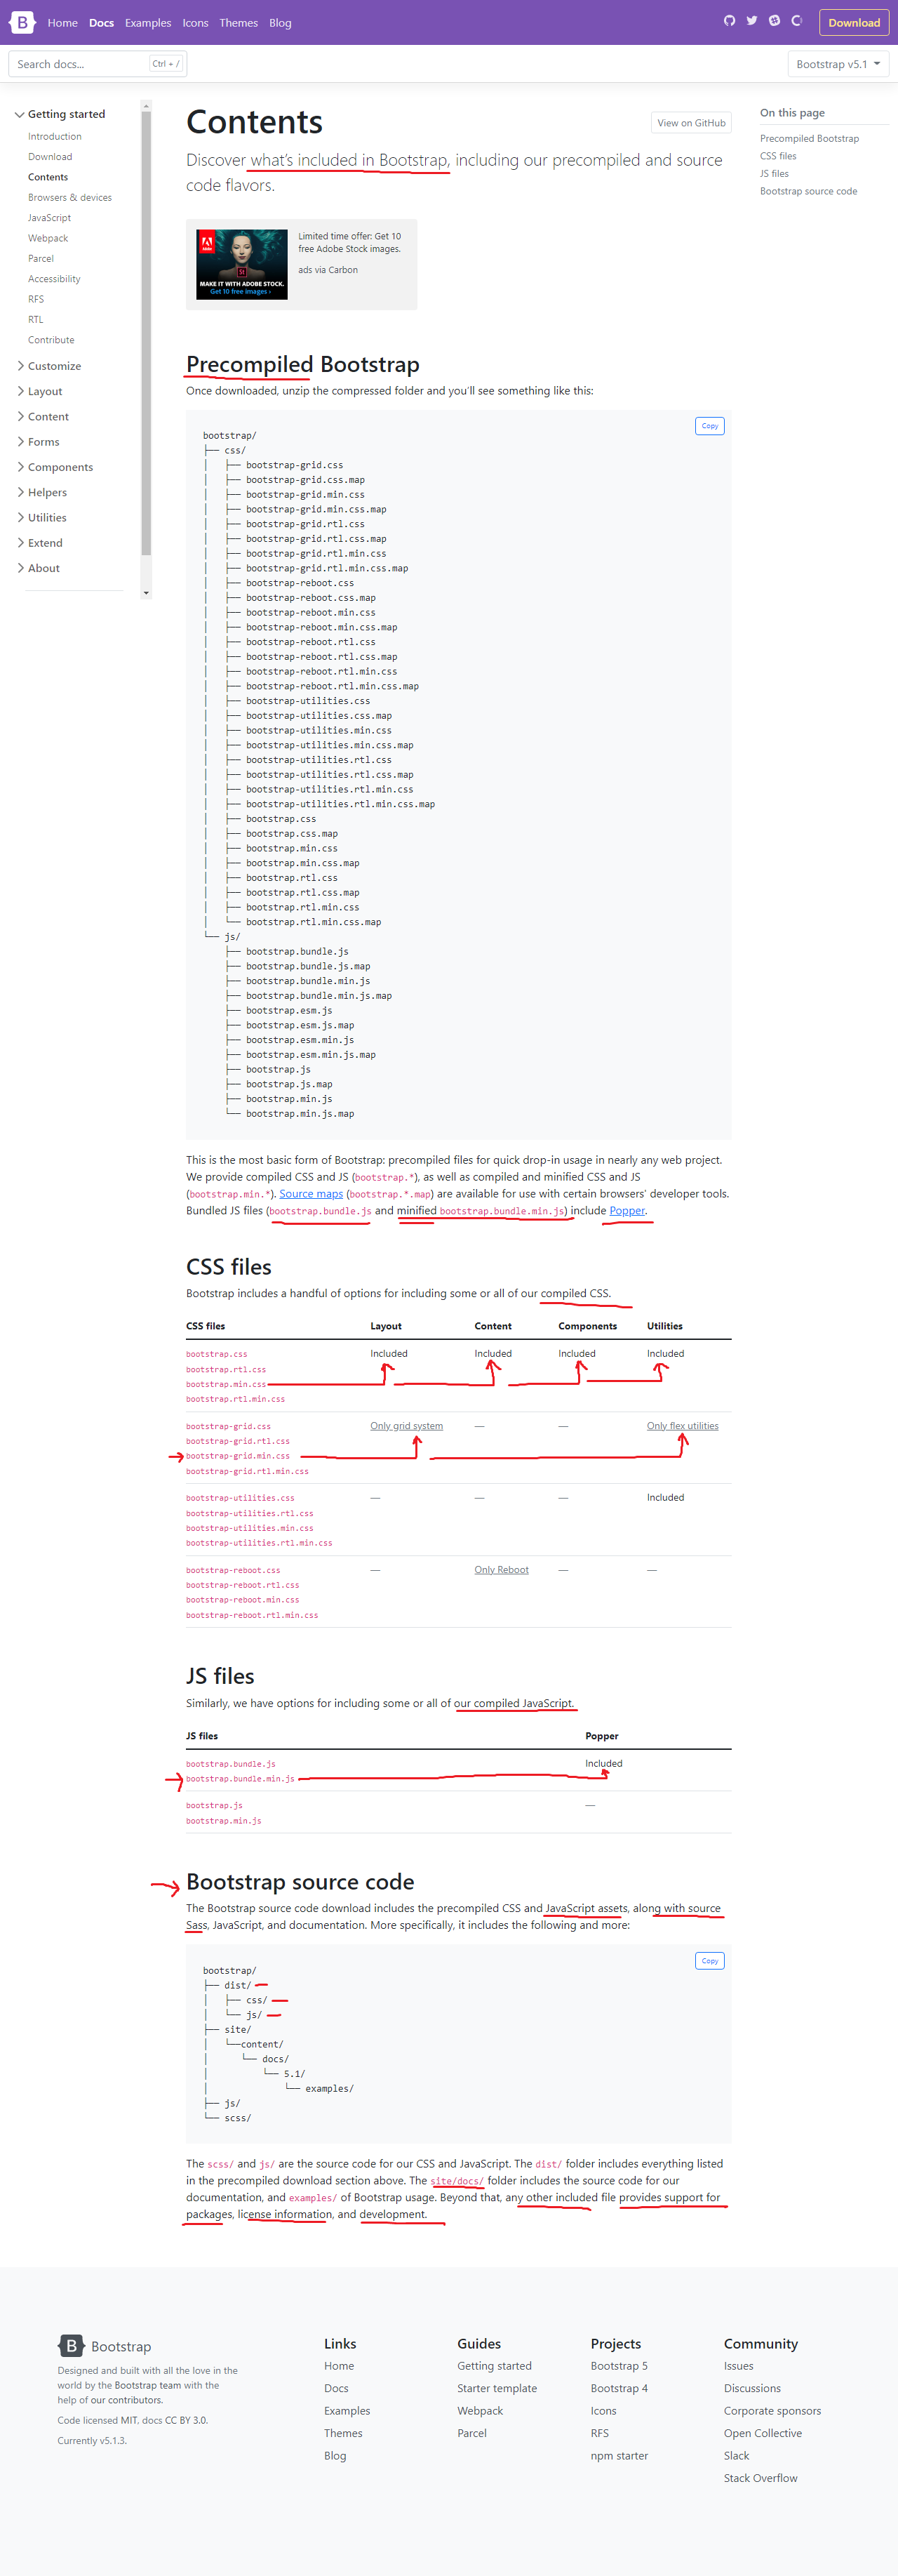 B Home Docs Examples Icons Themes Blog Download
Search docs... Ctrl + / Bootstrap v5.1
Getting started
Introduction
Download
Contents
Browsers & devices
JavaScript
Webpack
Parcel
Accessibility
RFS
RTL
Contribute
Customize
Layout
Content
Forms
Components
Helpers
Utilities
Extend
About
Contents
View on GitHub
Discover what's included in Bootstrap, including our precompiled and source
code flavors.
On this page
Precompiled Bootstrap
CSS files
JS files
Bootstrap source code
Adobe
St
MAKE IT WITH ADOBE STOCK.
Get 10 free images ›
Limited time offer: Get 10
free Adobe Stock images.
ads via Carbon
Precompiled Bootstrap
Once downloaded, unzip the compressed folder and you'll see something like this:
Copy
bootstrap/
├── css/
│   ├── bootstrap-grid.css
│   ├── bootstrap-grid.css.map
│   ├── bootstrap-grid.min.css
│   ├── bootstrap-grid.min.css.map
│   ├── bootstrap-grid.rtl.css
│   ├── bootstrap-grid.rtl.css.map
│   ├── bootstrap-grid.rtl.min.css
│   ├── bootstrap-grid.rtl.min.css.map
│   ├── bootstrap-reboot.css
│   ├── bootstrap-reboot.css.map
│   ├── bootstrap-reboot.min.css
│   ├── bootstrap-reboot.min.css.map
│   ├── bootstrap-reboot.rtl.css
│   ├── bootstrap-reboot.rtl.css.map
│   ├── bootstrap-reboot.rtl.min.css
│   ├── bootstrap-reboot.rtl.min.css.map
│   ├── bootstrap-utilities.css
│   ├── bootstrap-utilities.css.map
│   ├── bootstrap-utilities.min.css
│   ├── bootstrap-utilities.min.css.map
│   ├── bootstrap-utilities.rtl.css
│   ├── bootstrap-utilities.rtl.css.map
│   ├── bootstrap-utilities.rtl.min.css
│   ├── bootstrap-utilities.rtl.min.css.map
│   ├── bootstrap.css
│   ├── bootstrap.css.map
│   ├── bootstrap.min.css
│   ├── bootstrap.min.css.map
│   ├── bootstrap.rtl.css
│   ├── bootstrap.rtl.css.map
│   ├── bootstrap.rtl.min.css
│   └── bootstrap.rtl.min.css.map
└── js/
    ├── bootstrap.bundle.js
    ├── bootstrap.bundle.js.map
    ├── bootstrap.bundle.min.js
    ├── bootstrap.bundle.min.js.map
    ├── bootstrap.esm.js
    ├── bootstrap.esm.js.map
    ├── bootstrap.esm.min.js
    ├── bootstrap.esm.min.js.map
    ├── bootstrap.js
    ├── bootstrap.js.map
    ├── bootstrap.min.js
    └── bootstrap.min.js.map
This is the most basic form of Bootstrap: precompiled files for quick drop-in usage in nearly any web project.
We provide compiled CSS and JS (bootstrap.*), as well as compiled and minified CSS and JS
(bootstrap.min.*). Source maps (bootstrap.*.map) are available for use with certain browsers' developer tools.
Bundled JS files (bootstrap.bundle.js and minified bootstrap.bundle.min.js) include Popper.
CSS files
Bootstrap includes a handful of options for including some or all of our compiled CSS.
CSS files Layout Content Components Utilities
bootstrap.css Included Included Included Included
bootstrap.rtl.css
bootstrap.min.css
bootstrap.rtl.min.css
bootstrap-grid.css Only grid system — — Only flex utilities
bootstrap-grid.rtl.css
bootstrap-grid.min.css
bootstrap-grid.rtl.min.css
bootstrap-utilities.css — — — Included
bootstrap-utilities.rtl.css
bootstrap-utilities.min.css
bootstrap-utilities.rtl.min.css
bootstrap-reboot.css — Only Reboot — —
bootstrap-reboot.rtl.css
bootstrap-reboot.min.css
bootstrap-reboot.rtl.min.css
JS files
Similarly, we have options for including some or all of our compiled JavaScript.
JS files Popper
bootstrap.bundle.js Included
bootstrap.bundle.min.js
bootstrap.js —
bootstrap.min.js
Bootstrap source code
The Bootstrap source code download includes the precompiled CSS and JavaScript assets, along with source
Sass, JavaScript, and documentation. More specifically, it includes the following and more:
Copy
bootstrap/
├── dist/
│   ├── css/
│   └── js/
├── site/
│   └──content/
│      └── docs/
│          └── 5.1/
│              └── examples/
├── js/
└── scss/
The scss/ and js/ are the source code for our CSS and JavaScript. The dist/ folder includes everything listed
in the precompiled download section above. The site/docs/ folder includes the source code for our
documentation, and examples/ of Bootstrap usage. Beyond that, any other included file provides support for
packages, license information, and development.
B Bootstrap
Designed and built with all the love in the
world by the Bootstrap team with the
help of our contributors.
Code licensed MIT, docs CC BY 3.0.
Currently v5.1.3.
Links
Home
Docs
Examples
Themes
Blog
Guides
Getting started
Starter template
Webpack
Parcel
Projects
Bootstrap 5
Bootstrap 4
Icons
RFS
npm starter
Community
Issues
Discussions
Corporate sponsors
Open Collective
Slack
Stack Overflow